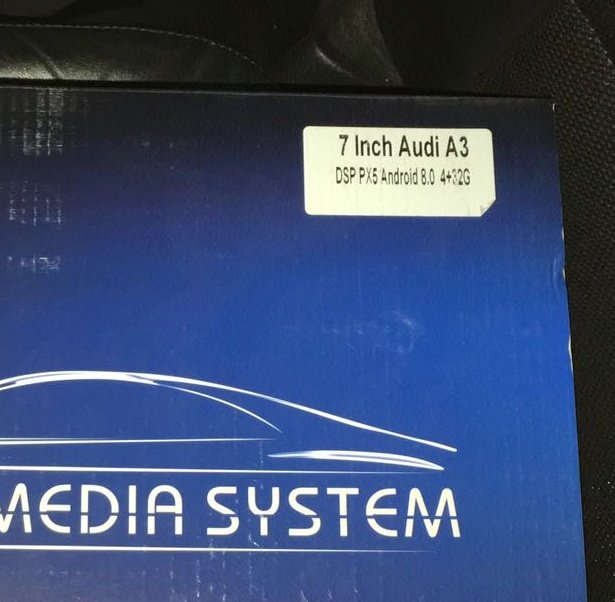 7 Inch Audi A3
DSP PX5 Android 8.0 4+32G
MEDIA SYSTEM